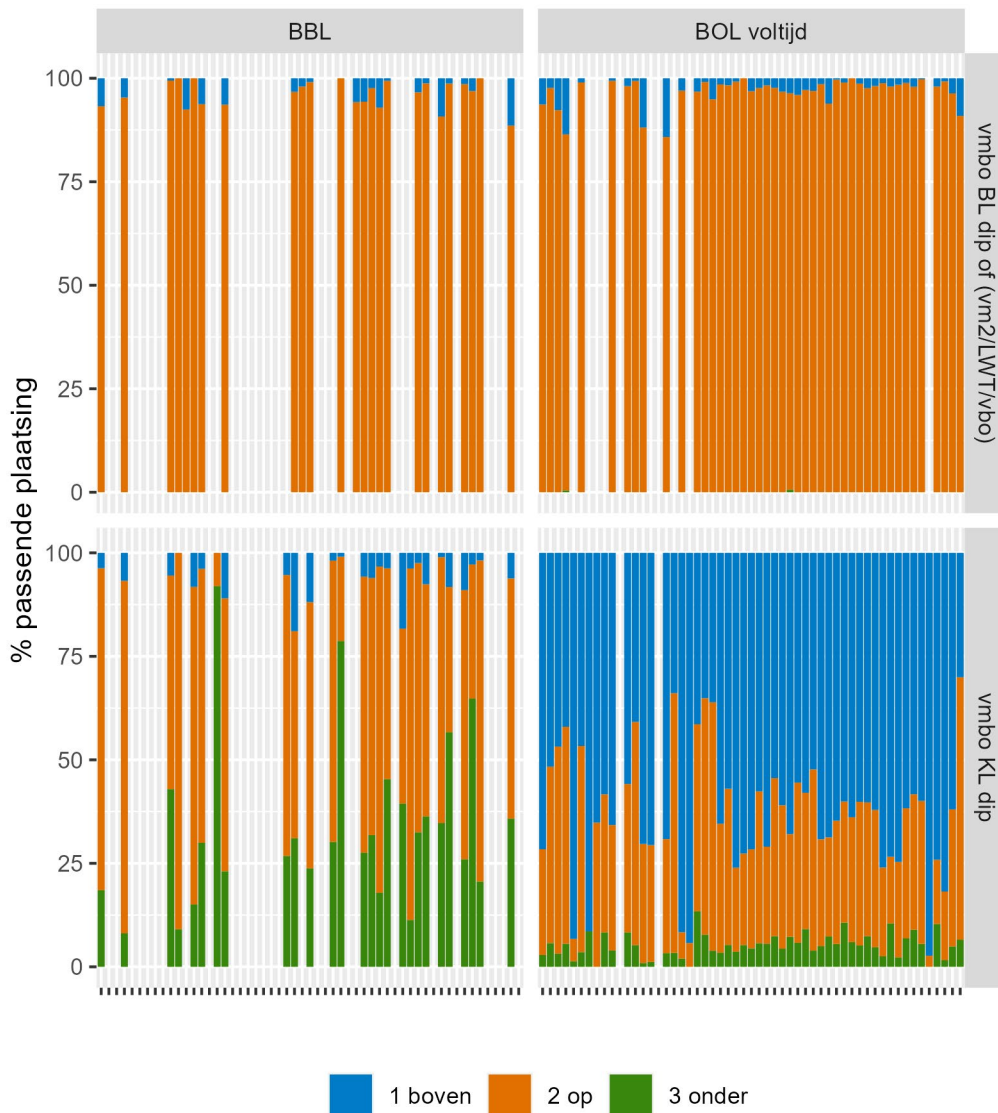 BBL
BOL voltijd
100
75
50
25
0
vmbo BL dip of (vm2/LWT/vbo)
% passende plaatsing
100
75
50
25
0
vmbo KL dip
1 boven
2 op
3 onder